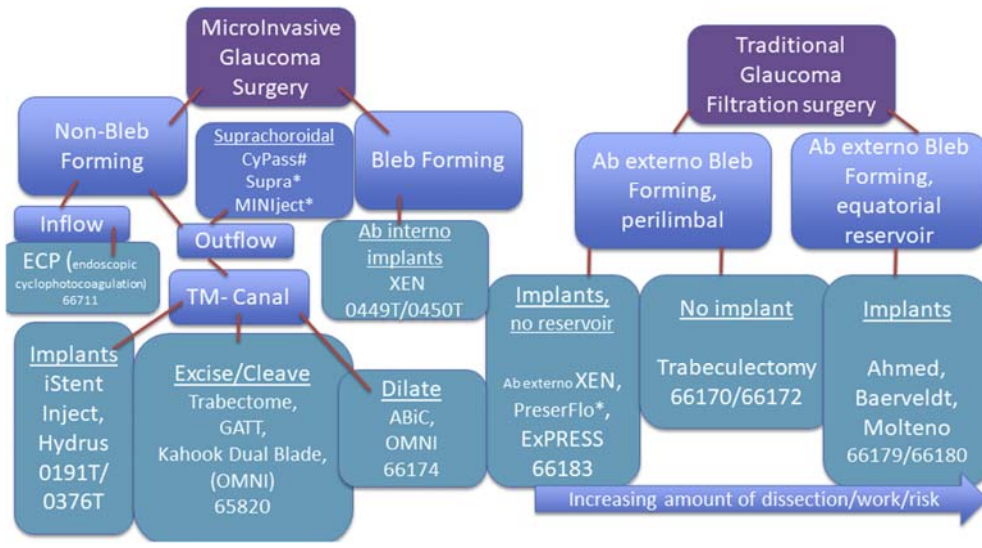 MicroInvasive
Glaucoma
Surgery
Non-Bleb
Forming
Suprachoroidal
CyPass#
Supra*
MINIject*
Bleb Forming
Inflow
Outflow
ECP (endoscopic
cyclophotocoagulation)
66711
TM- Canal
Ab interno
implants
XEN
0449T/0450T
Implants
iStent
Inject,
Hydrus
0191T/
0376T
Excise/Cleave
Trabectome,
GATT,
Kahook Dual Blade,
(OMNI)
65820
Dilate
ABiC,
OMNI
66174
Traditional
Glaucoma
Filtration surgery
Ab externo Bleb
Forming,
perilimbal
Ab externo Bleb
Forming,
equatorial
reservoir
Implants,
no reservoir
Ab externo XEN,
PreserFlo*,
ExPRESS
66183
No implant
Trabeculectomy
66170/66172
Implants
Ahmed,
Baerveldt,
Molteno
66179/66180
Increasing amount of dissection/work/risk